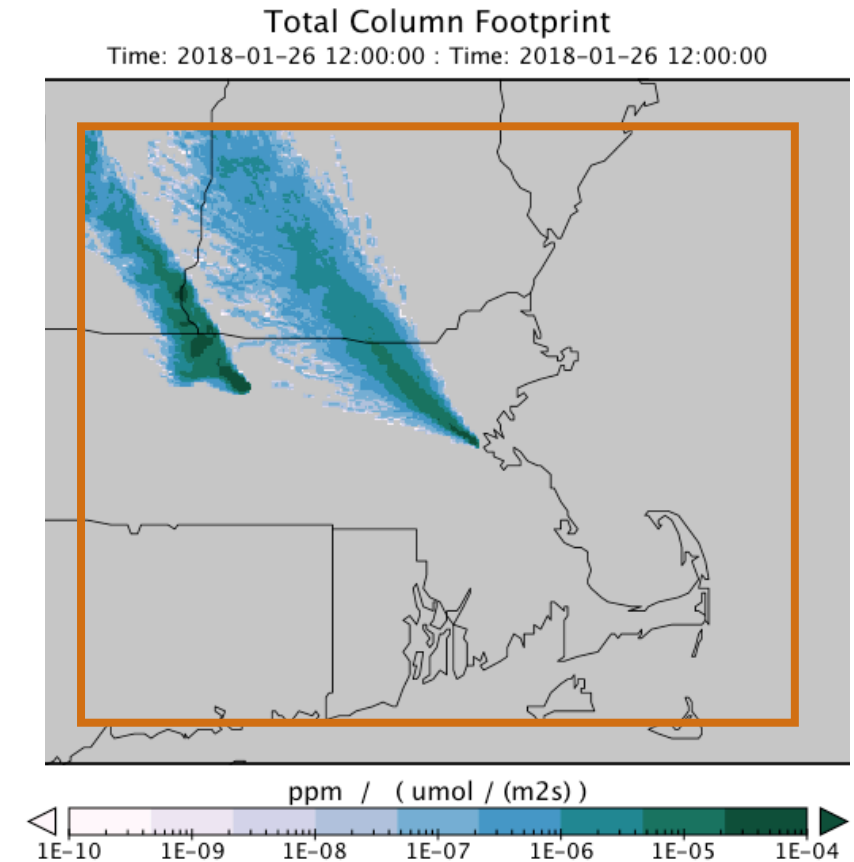 Total Column Footprint
Time: 2018-01-26 12:00:00 : Time: 2018-01-26 12:00:00
ppm / ( umol / (m2s) )
1E-10 1E-09 1E-08 1E-07 1E-06 1E-05 1E-04